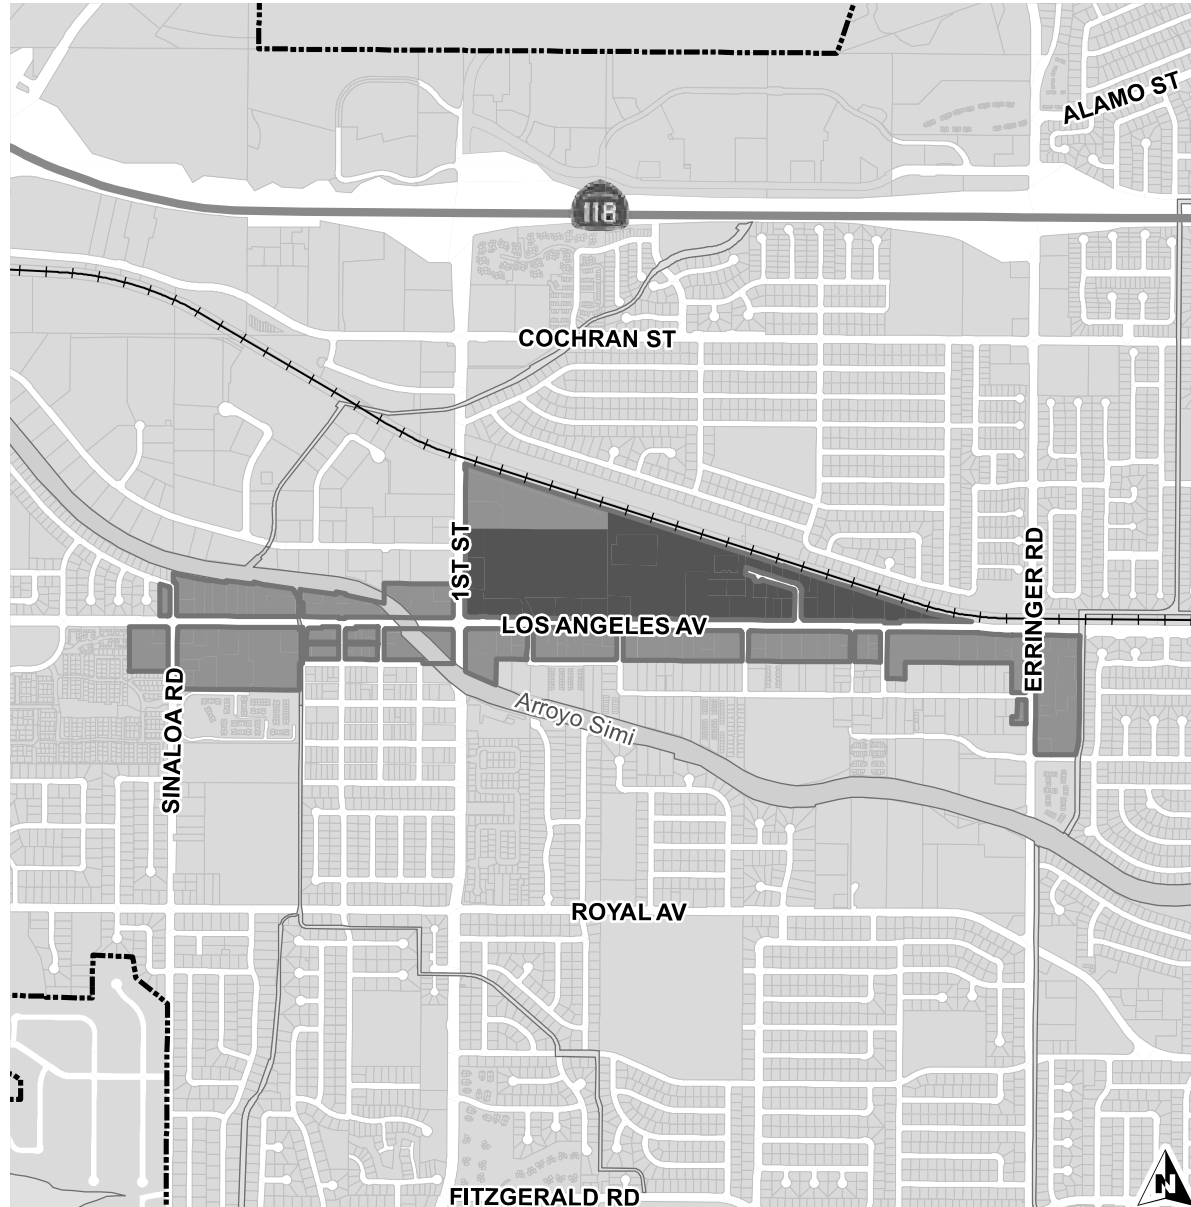 ALAMO ST
118
COCHRAN ST
1ST ST
LOS ANGELES AV
ERRINGER RD
SINALOA RD
Arroyo Simi
ROYAL AV
FITZGERALD RD
N